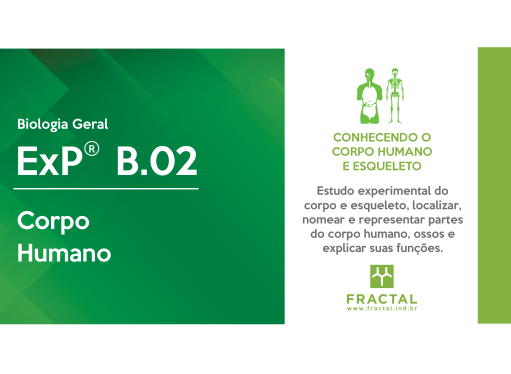 Biologia Geral
ExP® B.02
Corpo
Humano
CONHECENDO O
CORPO HUMANO
E ESQUELETO
Estudo experimental do
corpo e esqueleto, localizar,
nomear e representar partes
do corpo humano, ossos e
explicar suas funções.
FRACTAL
www.fractal.ind.br